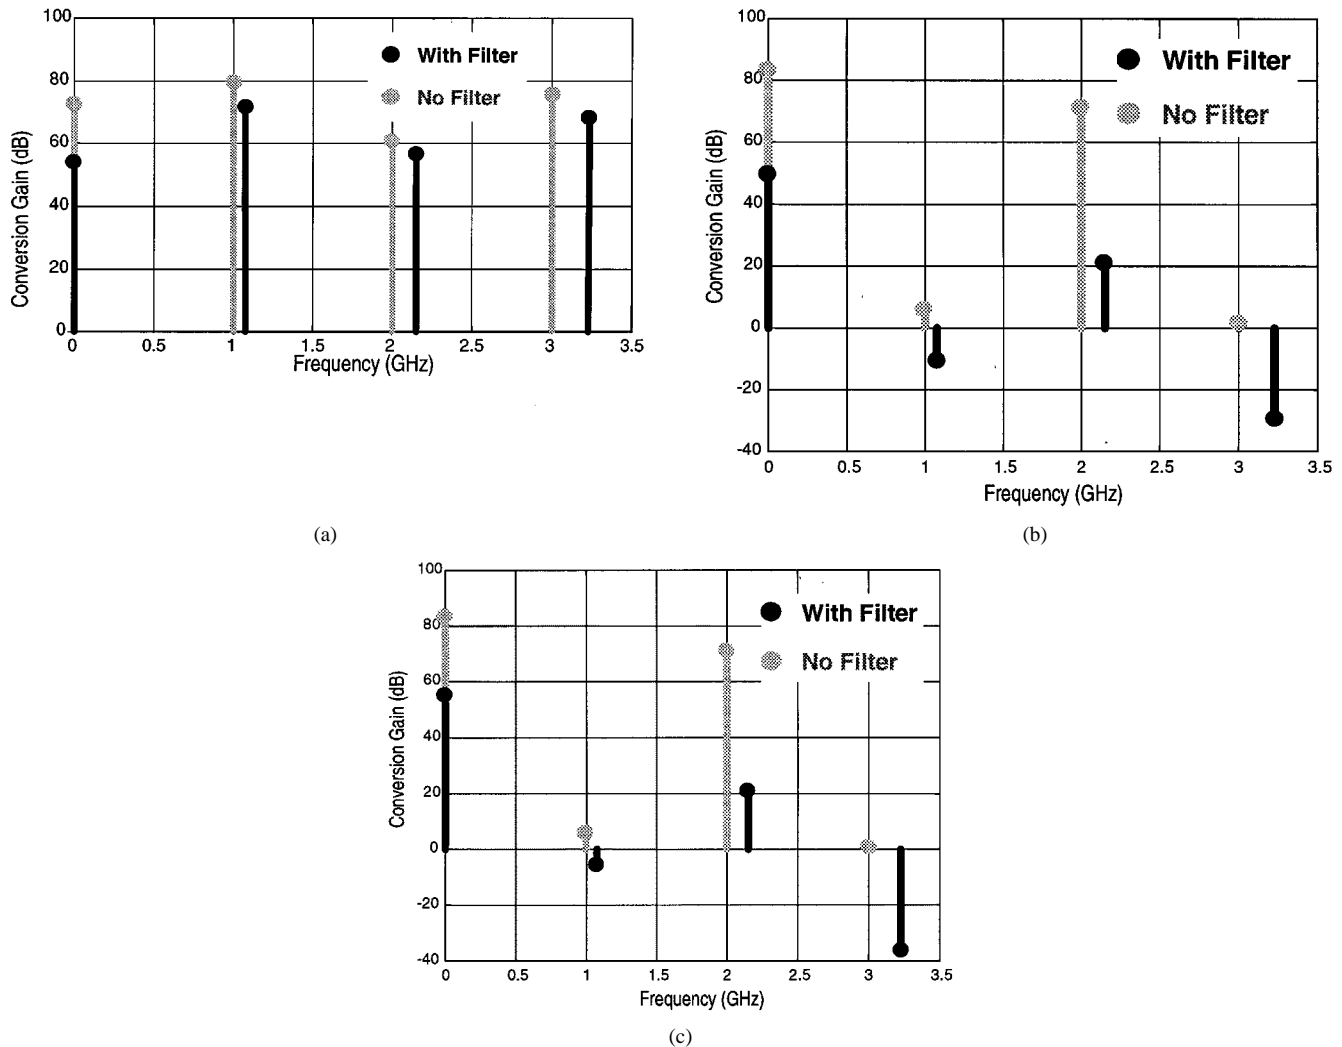 100
80
60
40
20
0
Conversion Gain (dB)
With Filter
No Filter
0 0.5 1 1.5 2 2.5 3 3.5
Frequency (GHz)
(a)
100
80
60
40
20
0
-20
-40
Conversion Gain (dB)
With Filter
No Filter
0 0.5 1 1.5 2 2.5 3 3.5
Frequency (GHz)
(b)
100
80
60
40
20
0
-20
-40
Conversion Gain (dB)
With Filter
No Filter
0 0.5 1 1.5 2 2.5 3 3.5
Frequency (GHz)
(c)